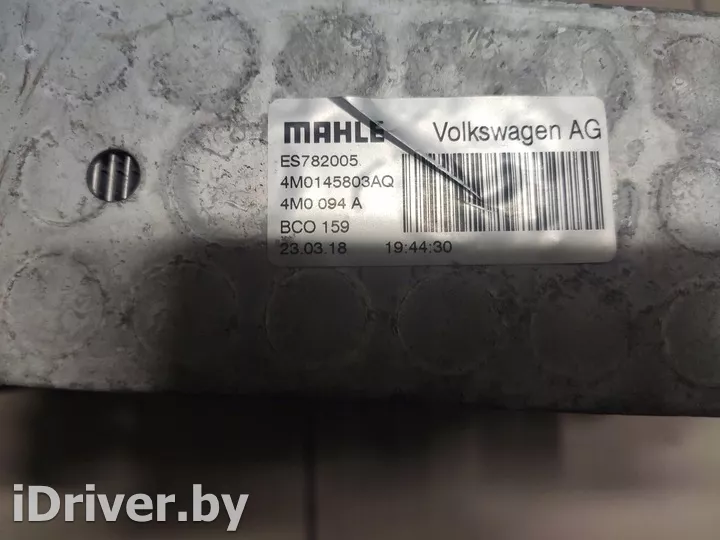 MAHLE Volkswagen AG
ES782005
4M0145803AQ
4M0 094 A
BCO 159
23.03.18 19:44:30
iDriver.by